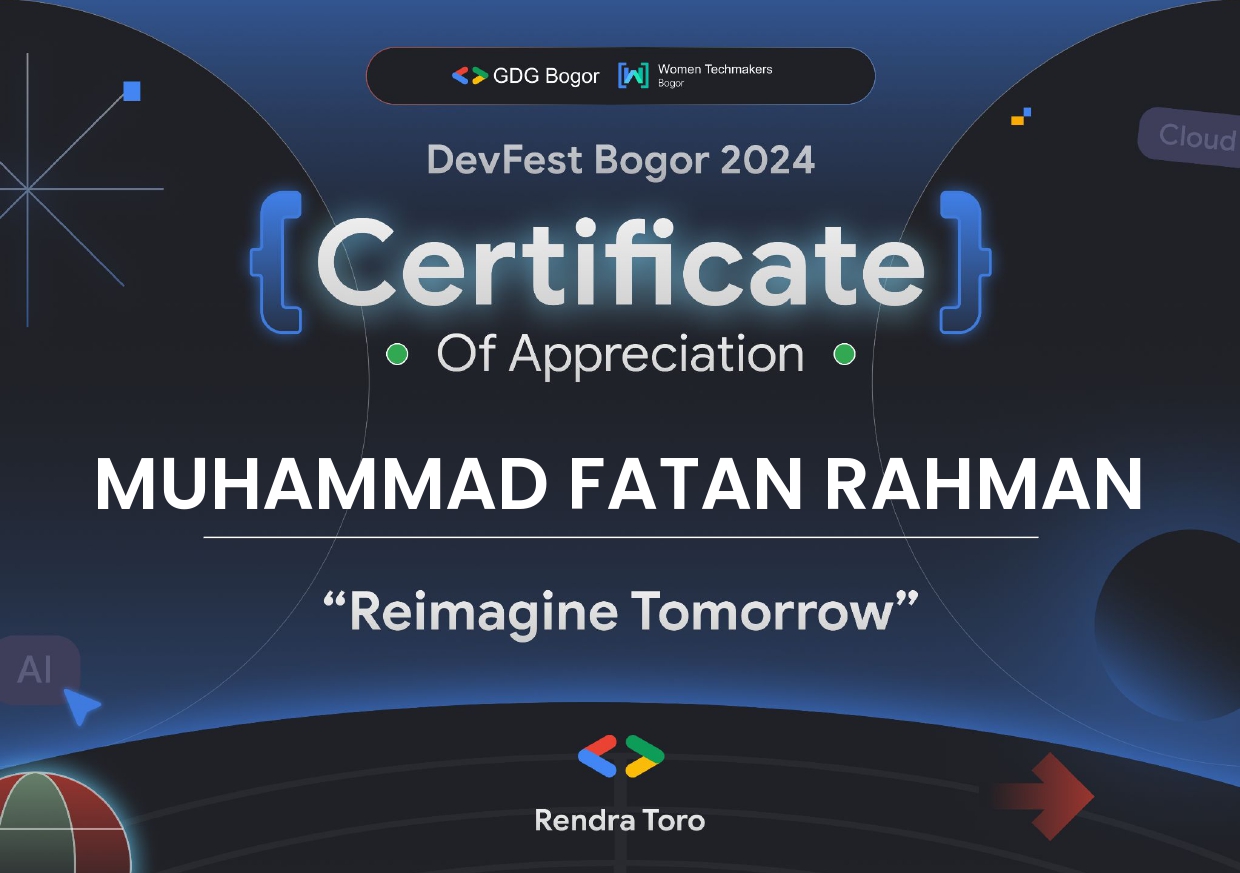 GDG Bogor
Women Techmakers
Bogor
DevFest Bogor 2024
{Certificate}
Of Appreciation
Cloud
MUHAMMAD FATAN RAHMAN
“Reimagine Tomorrow”
AI
Rendra Toro